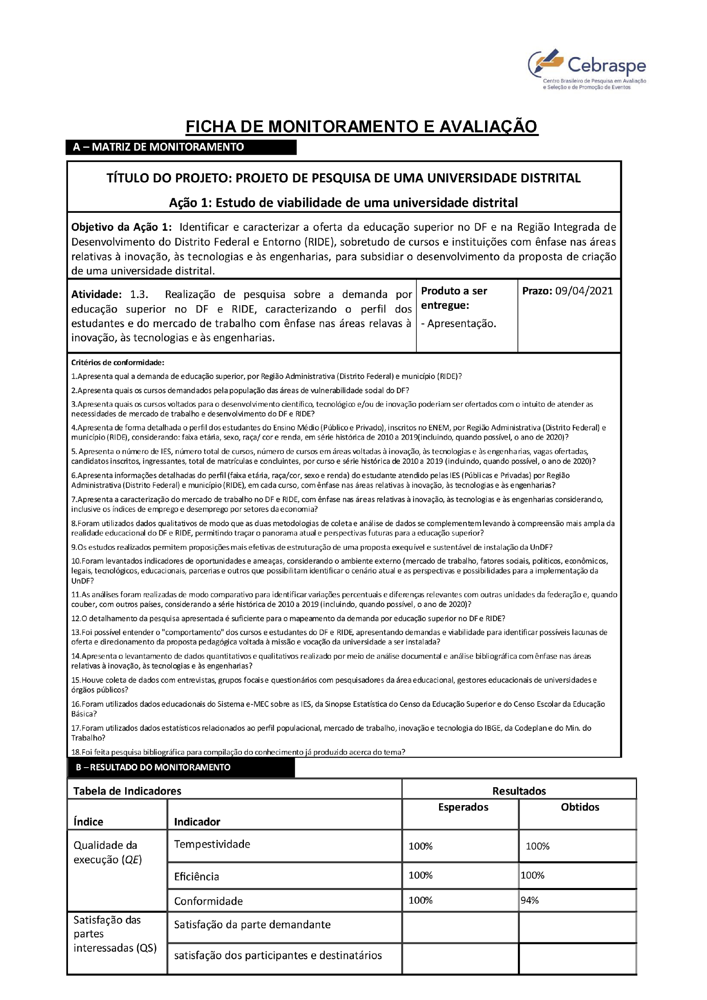 Cebraspe
Centro Brasileiro de Pesquisa em Avaliação
e Seleção e de Promoção de Eventos
FICHA DE MONITORAMENTO E AVALIAÇÃO
A – MATRIZ DE MONITORAMENTO
TÍTULO DO PROJETO: PROJETO DE PESQUISA DE UMA UNIVERSIDADE DISTRITAL
Ação 1: Estudo de viabilidade de uma universidade distrital
Objetivo da Ação 1: Identificar e caracterizar a oferta da educação superior no DF e na Região Integrada de
Desenvolvimento do Distrito Federal e Entorno (RIDE), sobretudo de cursos e instituições com ênfase nas áreas
relativas à inovação, às tecnologias e às engenharias, para subsidiar o desenvolvimento da proposta de criação
de uma universidade distrital.
Atividade: 1.3. Realização de pesquisa sobre a demanda por
educação superior no DF e RIDE, caracterizando o perfil dos
estudantes e do mercado de trabalho com ênfase nas áreas relavas à
inovação, às tecnologias e às engenharias.
Produto a ser
entregue:
- Apresentação.
Prazo: 09/04/2021
Critérios de conformidade:
1.Apresenta qual a demanda de educação superior, por Região Administrativa (Distrito Federal) e município (RIDE)?
2.Apresenta quais os cursos demandados pela população das áreas de vulnerabilidade social do DF?
3.Apresenta quais os cursos voltados para o desenvolvimento científico, tecnológico e/ou de inovação poderiam ser ofertados com o intuito de atender as
necessidades de mercado de trabalho e desenvolvimento do DF e RIDE?
4.Apresenta de forma detalhada o perfil dos estudantes do Ensino Médio (Público e Privado), inscritos no ENEM, por Região Administrativa (Distrito Federal) e
município (RIDE), considerando: faixa etária, sexo, raça/ cor e renda, em série histórica de 2010 a 2019(incluindo, quando possível, o ano de 2020)?
5. Apresenta o número de IES, número total de cursos, número de cursos em áreas voltadas à inovação, às tecnologias e às engenharias, vagas ofertadas,
candidatos inscritos, ingressantes, total de matrículas e concluintes, por curso e série histórica de 2010 a 2019 (incluindo, quando possível, o ano de 2020)?
6.Apresenta informações detalhadas do perfil (faixa etária, raça/cor, sexo e renda) do estudante atendido pelas IES (Públicas e Privadas) por Região
Administrativa (Distrito Federal) e município (RIDE), em cada curso, com ênfase nas áreas relativas à inovação, às tecnologias e às engenharias?
7.Apresenta a caracterização do mercado de trabalho no DF e RIDE, com ênfase nas áreas relativas à inovação, às tecnologias e às engenharias considerando,
inclusive os índices de emprego e desemprego por setores da economia?
8.Foram utilizados dados qualitativos de modo que as duas metodologias de coleta e análise de dados se complementem levando à compreensão mais ampla da
realidade educacional do DF e RIDE, permitindo traçar o panorama atual e perspectivas futuras para a educação superior?
9.Os estudos realizados permitem proposições mais efetivas de estruturação de uma proposta exequível e sustentável de instalação da UnDF?
10.Foram levantados indicadores de oportunidades e ameaças, considerando o ambiente externo (mercado de trabalho, fatores sociais, políticos, econômicos,
legais, tecnológicos, educacionais, parcerias e outros que possibilitam identificar o cenário atual e as perspectivas e possibilidades para a implementação da
UnDF?
11.As análises foram realizadas de modo comparativo para identificar variações percentuais e diferenças relevantes com outras unidades da federação e, quando
couber, com outros países, considerando a série histórica de 2010 a 2019 (incluindo, quando possível, o ano de 2020)?
12.O detalhamento da pesquisa apresentada é suficiente para o mapeamento da demanda por educação superior no DF e RIDE?
13.Foi possível entender o "comportamento" dos cursos e estudantes do DF e RIDE, apresentando demandas e viabilidade para identificar possíveis lacunas de
oferta e direcionamento da proposta pedagógica voltada à missão e vocação da universidade a ser instalada?
14.Apresenta o levantamento de dados quantitativos e qualitativos realizado por meio de análise documental e análise bibliográfica com ênfase nas áreas
relativas à inovação, às tecnologias e às engenharias?
15.Houve coleta de dados com entrevistas, grupos focais e questionários com pesquisadores da área educacional, gestores educacionais de universidades e
órgãos públicos?
16.Foram utilizados dados educacionais do Sistema e-MEC sobre as IES, da Sinopse Estatística do Censo da Educação Superior e do Censo Escolar da Educação
Básica?
17.Foram utilizados dados estatísticos relacionados ao perfil populacional, mercado de trabalho, inovação e tecnologia do IBGE, da Codeplan e do Min. do
Trabalho?
18.Foi feita pesquisa bibliográfica para compilação do conhecimento já produzido acerca do tema?
B – RESULTADO DO MONITORAMENTO
Tabela de Indicadores
Resultados
Índice
Indicador
Esperados
Obtidos
Qualidade da
execução (QE)
Tempestividade
100%
100%
Eficiência
100%
100%
Conformidade
100%
94%
Satisfação das
partes
interessadas (QS)
Satisfação da parte demandante
satisfação dos participantes e destinatários